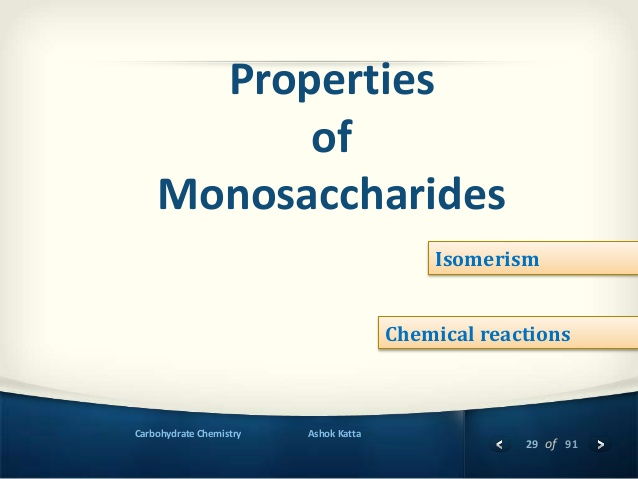 Properties
of
Monosaccharides
Isomerism
Chemical reactions
Carbohydrate Chemistry Ashok Katta
< 29 of 91 >